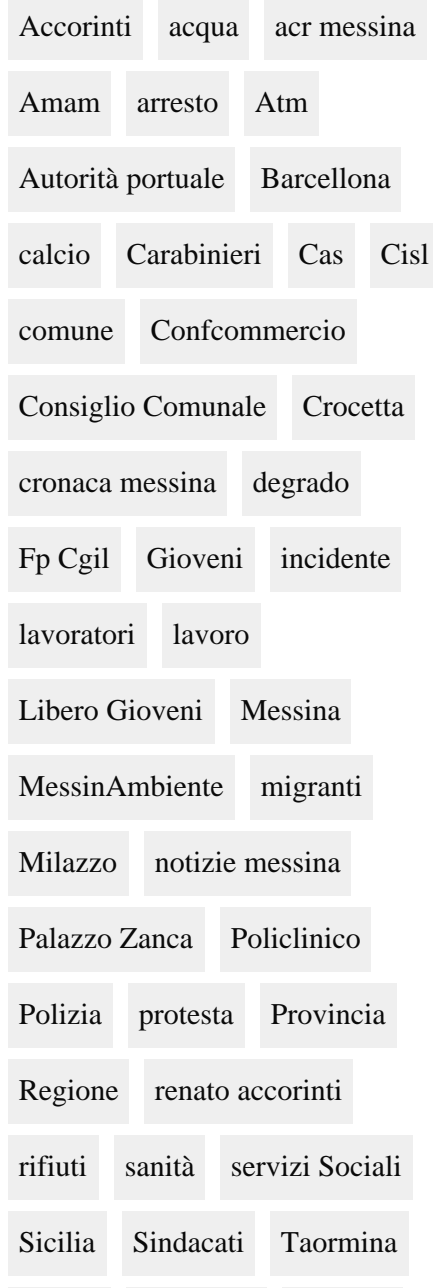 Accorinti acqua acr messina
Amam arresto Atm
Autorità portuale Barcellona
calcio Carabinieri Cas Cisl
comune Confcommercio
Consiglio Comunale Crocetta
cronaca messina degrado
Fp Cgil Gioveni incidente
lavoratori lavoro
Libero Gioveni Messina
MessinAmbiente migranti
Milazzo notizie messina
Palazzo Zanca Policlinico
Polizia protesta Provincia
Regione renato accorinti
rifiuti sanità servizi Sociali
Sicilia Sindacati Taormina